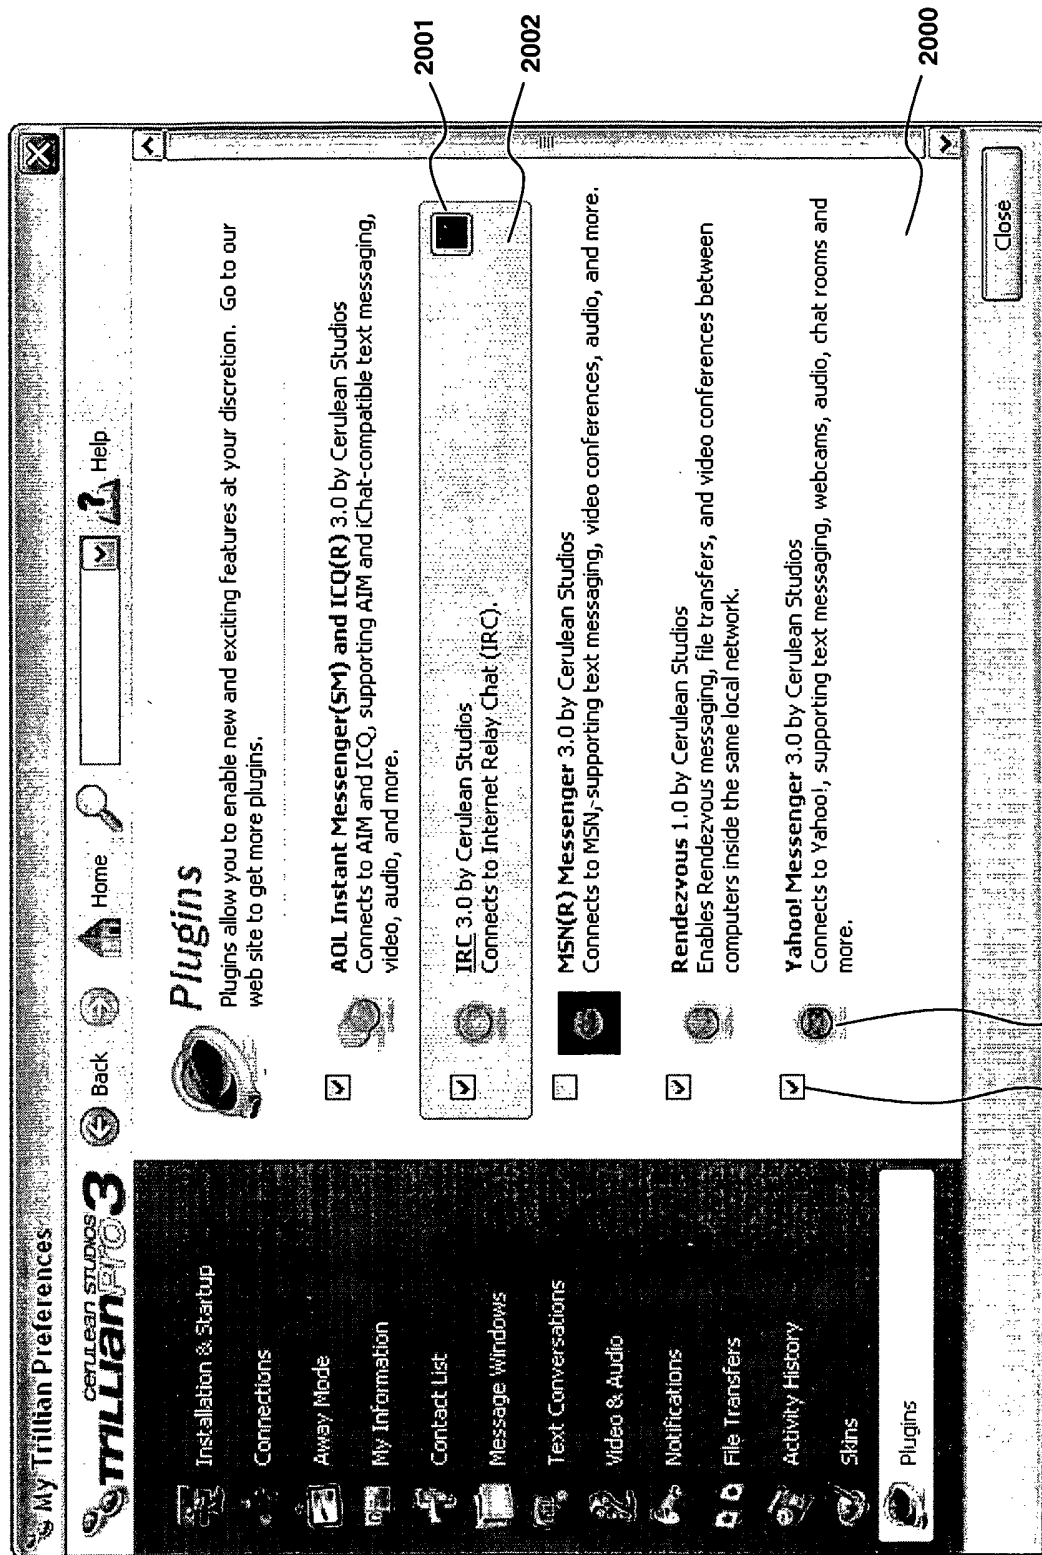 My Trillian Preferences
CERULEAN STUDIOS
TRILLIAN PRO 3
Back
Home
Help
Installation & Startup
Connections
Away Mode
My Information
Contact List
Message Windows
Text Conversations
Video & Audio
Notifications
File Transfers
Activity History
Skins
Plugins
Plugins
Plugins allow you to enable new and exciting features at your discretion. Go to our
web site to get more plugins.
AOL Instant Messenger(SM) and ICQ(R) 3.0 by Cerulean Studios
Connects to AIM and ICQ, supporting AIM and iChat-compatible text messaging,
video, audio, and more.
IRC 3.0 by Cerulean Studios
Connects to Internet Relay Chat (IRC).
MSN(R) Messenger 3.0 by Cerulean Studios
Connects to MSN, supporting text messaging, video conferences, audio, and more.
Rendezvous 1.0 by Cerulean Studios
Enables Rendezvous messaging, file transfers, and video conferences between
computers inside the same local network.
Yahoo! Messenger 3.0 by Cerulean Studios
Connects to Yahoo!, supporting text messaging, webcams, audio, chat rooms and
more.
Close
2001
2002
2000